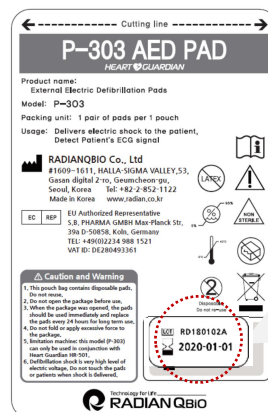 Cutting line
P-303 AED PAD
HEART GUARDIAN
Product name:
External Electric Defibrillation Pads
Model: P-303
Packing unit: 1 pair of pads per 1 pouch
Usage: Delivers electric shock to the patient,
Detect Patient's ECG signal
RADIANQBIO Co., Ltd
#1609-1611, HALLA-SIGMA VALLEY,53,
Gasan digital 2-ro, Geumcheon-gu,
Seoul, Korea Tel: +82-2-852-1122
Made in Korea www.radian.co.kr
LATEX
EC REP
EU Authorized Representative
S.B. PHARMA GMBH Max-Planck Str.
39a D-50858, Koln, Germany
TEL: +49(0)2234 988 1521
VAT ID: DE280493361
NON
STERILE
Caution and Warning
1, This pouch bag contains disposable pads,
Do not reuse,
2, Do not open the package before use,
3, When the package was opened, the pads
should be used immediately and replace
the pads every 24 hours for long term use,
4, Do not fold or apply excessive force to
the package,
5, Imitation machine: this model (P-303)
can only be used in conjunction with
Heart Guardian HR-501,
6, Defibrillation shock is very high level of
electric voltage, Do not touch the pads
or patients when shock is delivered,
2
Disposable
Do not re-use
LOT RD180102A
2020-01-01
Technology for Life
RADIANQBIO